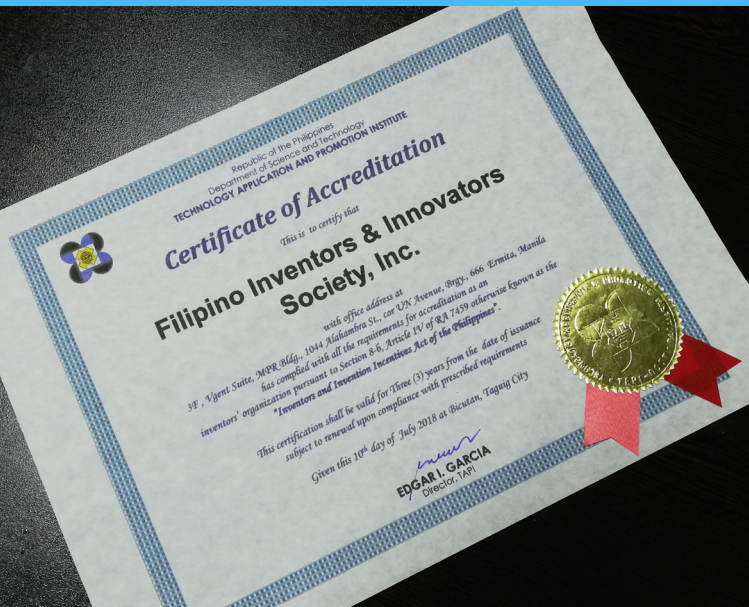 Republic of the Philippines
Department of Science and Technology
TECHNOLOGY APPLICATION AND PROMOTION INSTITUTE
Certificate of Accreditation
This is to certify that
Filipino Inventors & Innovators
Society, Inc.
with office address at
3/F , Vgent Suite, MPR Bldg., 1044 Alahambra St., cor UN Avenue, Brgy., 666 Ermita, Manila
has complied with all the requirements for accreditation as an
inventors' organization pursuant to Section 8-b, Article IV of RA 7459 otherwise known as the
"Inventors and Invention Incentives Act of the Philippines".
This certification shall be valid for Three (3) years from the date of issuance
subject to renewal upon compliance with prescribed requirements
Given this 10th day of July 2018 at Bicutan, Taguig City
EDGAR I. GARCIA
Director, TAPI